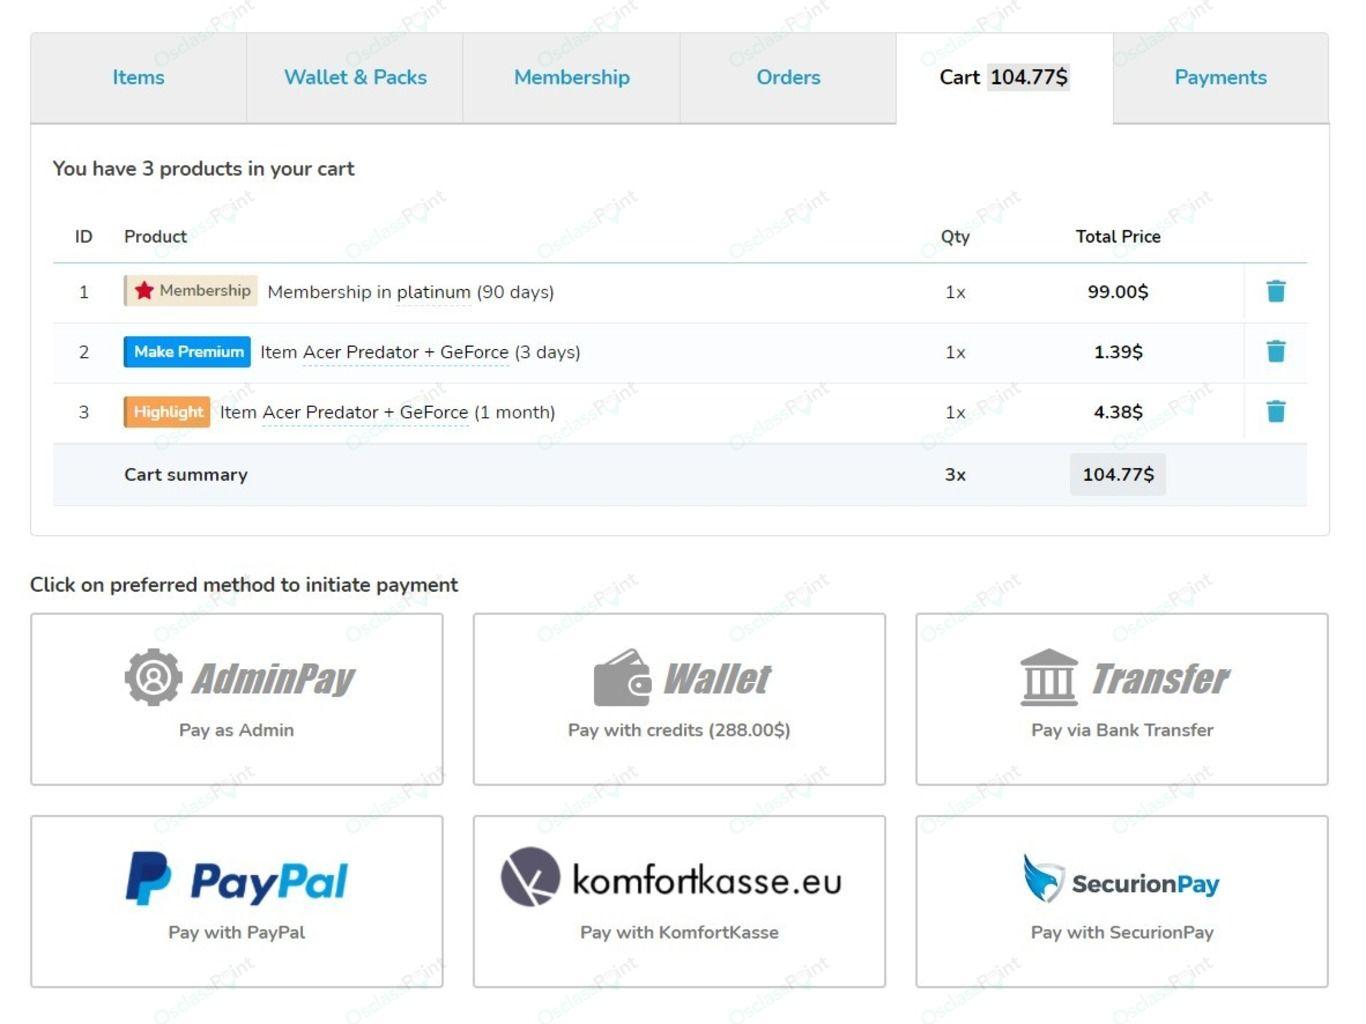 Items Wallet & Packs Membership Orders Cart 104.77$ Payments
You have 3 products in your cart
ID Product Qty Total Price
1 Membership Membership in platinum (90 days) 1x 99.00$
2 Make Premium Item Acer Predator + GeForce (3 days) 1x 1.39$
3 Highlight Item Acer Predator + GeForce (1 month) 1x 4.38$
Cart summary 3x 104.77$
Click on preferred method to initiate payment
AdminPay Wallet Transfer
Pay as Admin Pay with credits (288.00$) Pay via Bank Transfer
PayPal komfortkasse.eu SecurionPay
Pay with PayPal Pay with KomfortKasse Pay with SecurionPay
OsclassPoint